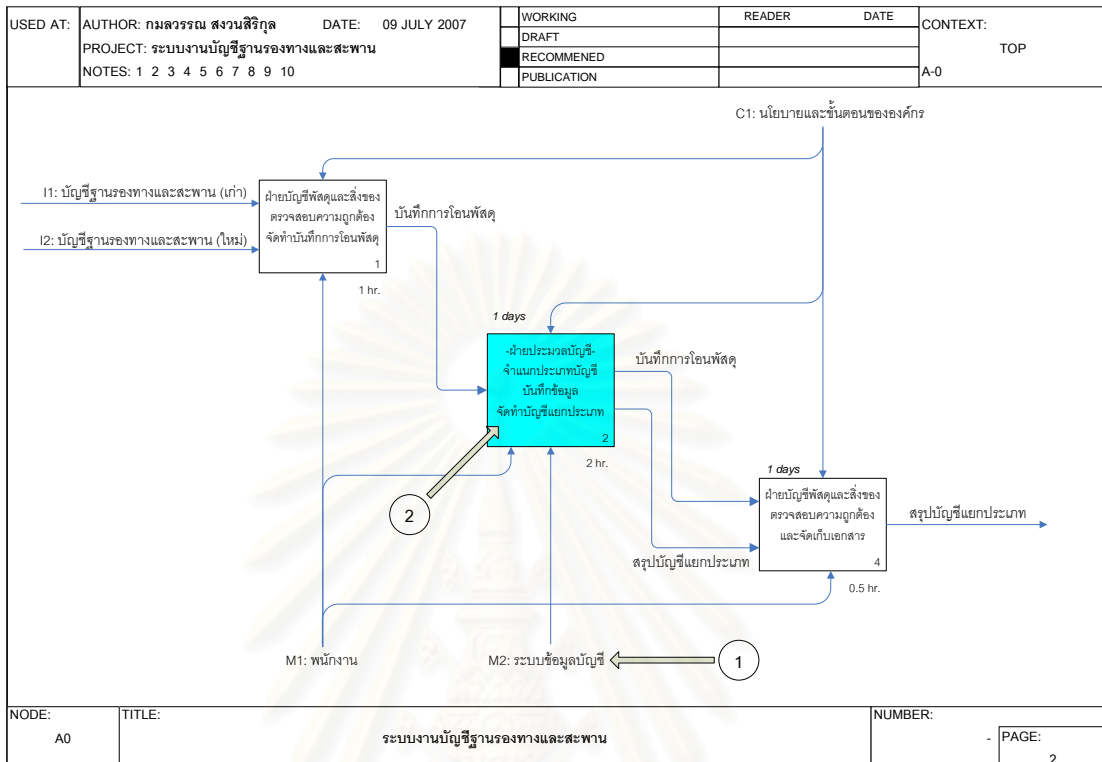 USED AT:
AUTHOR: กมลวรรณ สงวนสิริกุล
DATE: 09 JULY 2007
PROJECT: ระบบงานบัญชีฐานรองทางและสะพาน
NOTES: 1 2 3 4 5 6 7 8 9 10
WORKING
DRAFT
RECOMMENED
PUBLICATION
READER
DATE
CONTEXT:
TOP
A-0
C1: นโยบายและขั้นตอนขององค์กร
I1: บัญชีฐานรองทางและสะพาน (เก่า)
I2: บัญชีฐานรองทางและสะพาน (ใหม่)
ฝ่ายบัญชีพัสดุและสิ่งของ
ตรวจสอบความถูกต้อง
จัดทำบันทึกการโอนพัสดุ
1
1 hr.
บันทึกการโอนพัสดุ
1 days
-ฝ่ายประมวลบัญชี-
จำแนกประเภทบัญชี
บันทึกข้อมูล
จัดทำบัญชีแยกประเภท
2
2 hr.
บันทึกการโอนพัสดุ
สรุปบัญชีแยกประเภท
1 days
ฝ่ายบัญชีพัสดุและสิ่งของ
ตรวจสอบความถูกต้อง
และจัดเก็บเอกสาร
4
0.5 hr.
สรุปบัญชีแยกประเภท
2
M1: พนักงาน
M2: ระบบข้อมูลบัญชี
1
NODE:
A0
TITLE:
ระบบงานบัญชีฐานรองทางและสะพาน
NUMBER:
-
PAGE:
2